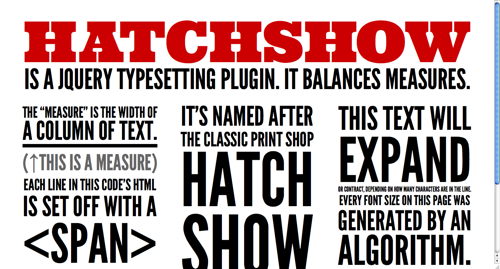 HATCHSHOW
IS A JQUERY TYPESETTING PLUGIN. IT BALANCES MEASURES.
THE “MEASURE” IS THE WIDTH OF
A COLUMN OF TEXT.
(↑THIS IS A MEASURE)
EACH LINE IN THIS CODE'S HTML
IS SET OFF WITH A
<SPAN>
IT'S NAMED AFTER
THE CLASSIC PRINT SHOP
HATCH
SHOW
THIS TEXT WILL
EXPAND
OR CONTRACT, DEPENDING ON HOW MANY CHARACTERS ARE IN THE LINE.
EVERY FONT SIZE ON THIS PAGE WAS
GENERATED BY AN
ALGORITHM.